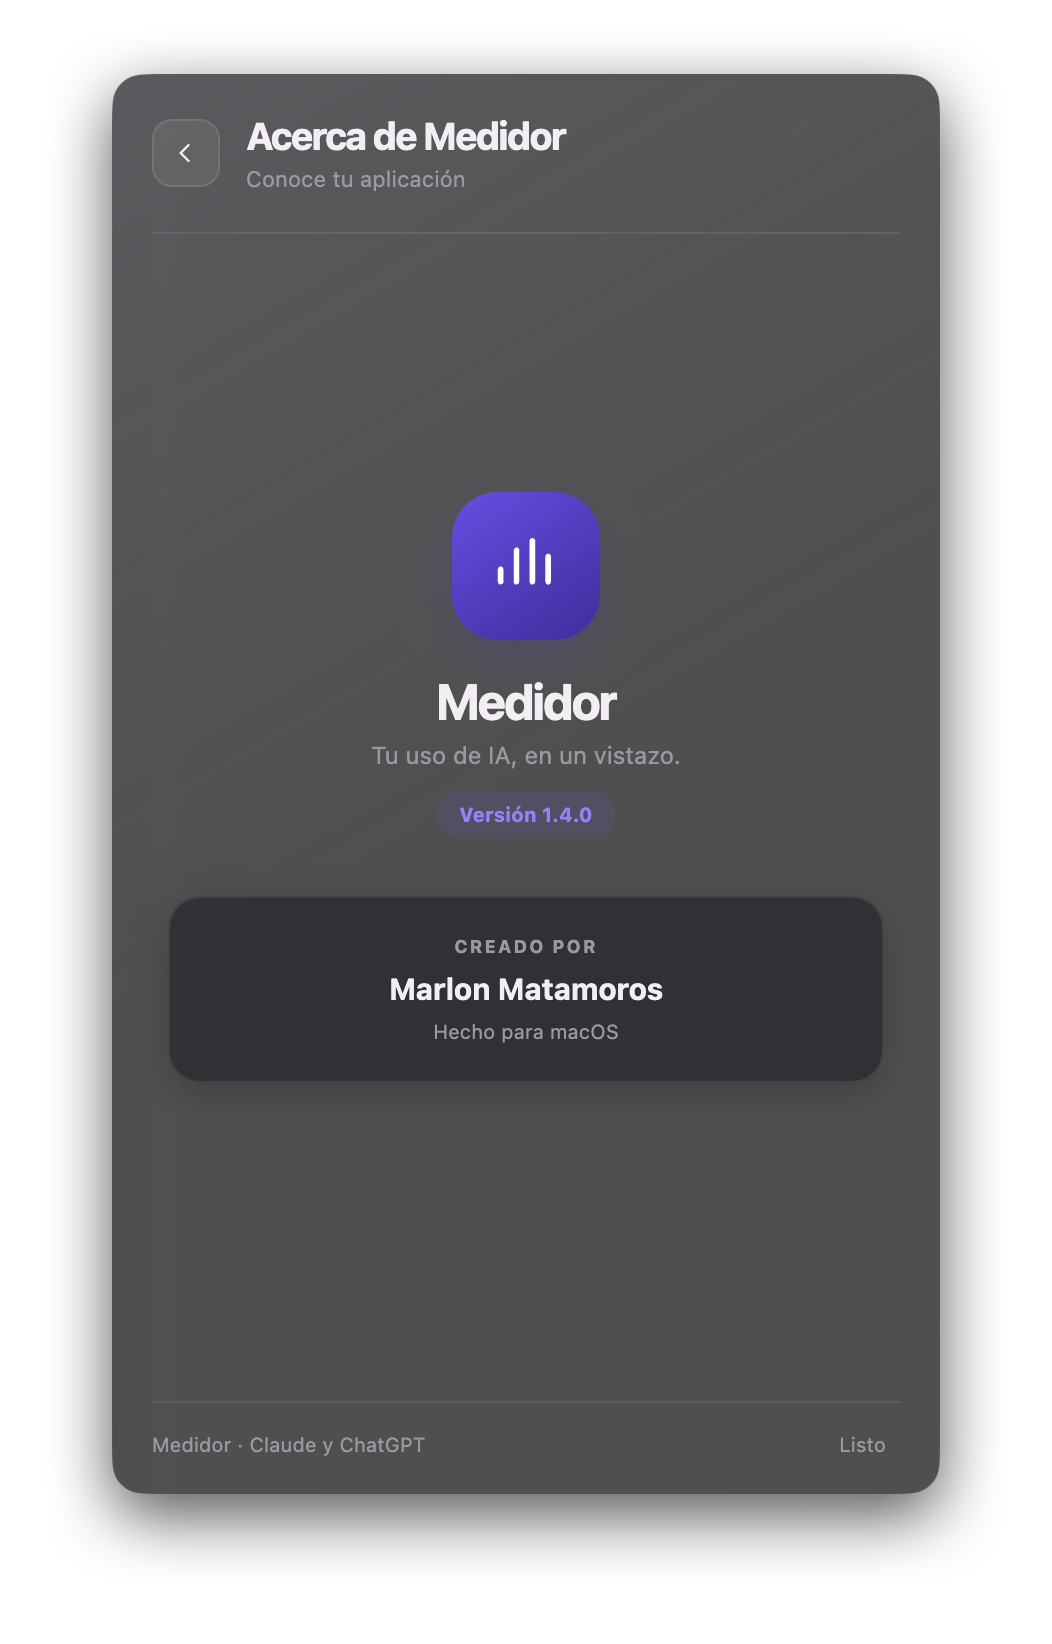 Acerca de Medidor
Conoce tu aplicación
Medidor
Tu uso de IA, en un vistazo.
Versión 1.4.0
CREADO POR
Marlon Matamoros
Hecho para macOS
Medidor · Claude y ChatGPT
Listo